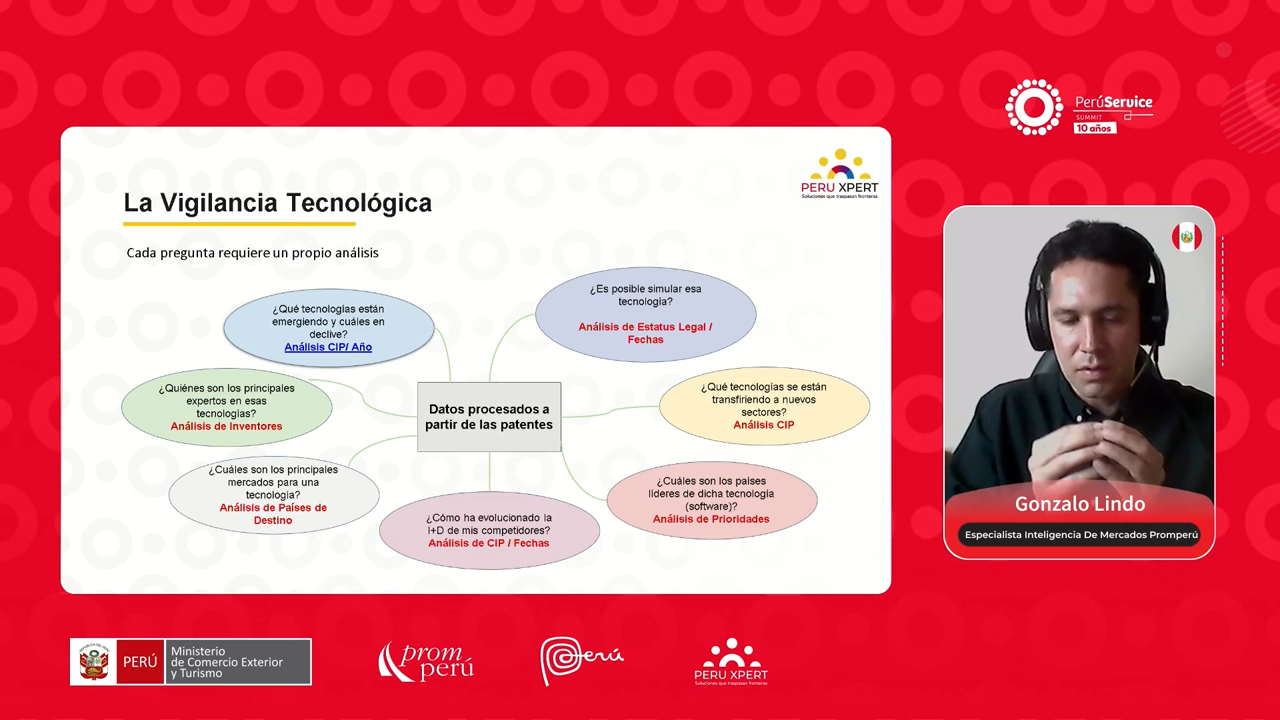 PerúService
SUMMIT
10 años
PERU XPERT
Soluciones que traspasan fronteras
La Vigilancia Tecnológica
Cada pregunta requiere un propio análisis
¿Qué tecnologías están
emergiendo y cuáles en
declive?
Análisis CIP/ Año
¿Es posible simular esa
tecnología?
Análisis de Estatus Legal /
Fechas
¿Quiénes son los principales
expertos en esas
tecnologías?
Análisis de Inventores
Datos procesados a
partir de las patentes
¿Qué tecnologías se están
transfiriendo a nuevos
sectores?
Análisis CIP
¿Cuáles son los principales
mercados para una
tecnología?
Análisis de Países de
Destino
¿Cómo ha evolucionado la
I+D de mis competidores?
Análisis de CIP / Fechas
¿Cuáles son los países
líderes de dicha tecnología
(software)?
Análisis de Prioridades
Gonzalo Lindo
Especialista Inteligencia De Mercados Promperú
PERÚ
Ministerio
de Comercio Exterior
y Turismo
prom
perú
Perú
PERU XPERT
Soluciones que traspasan fronteras